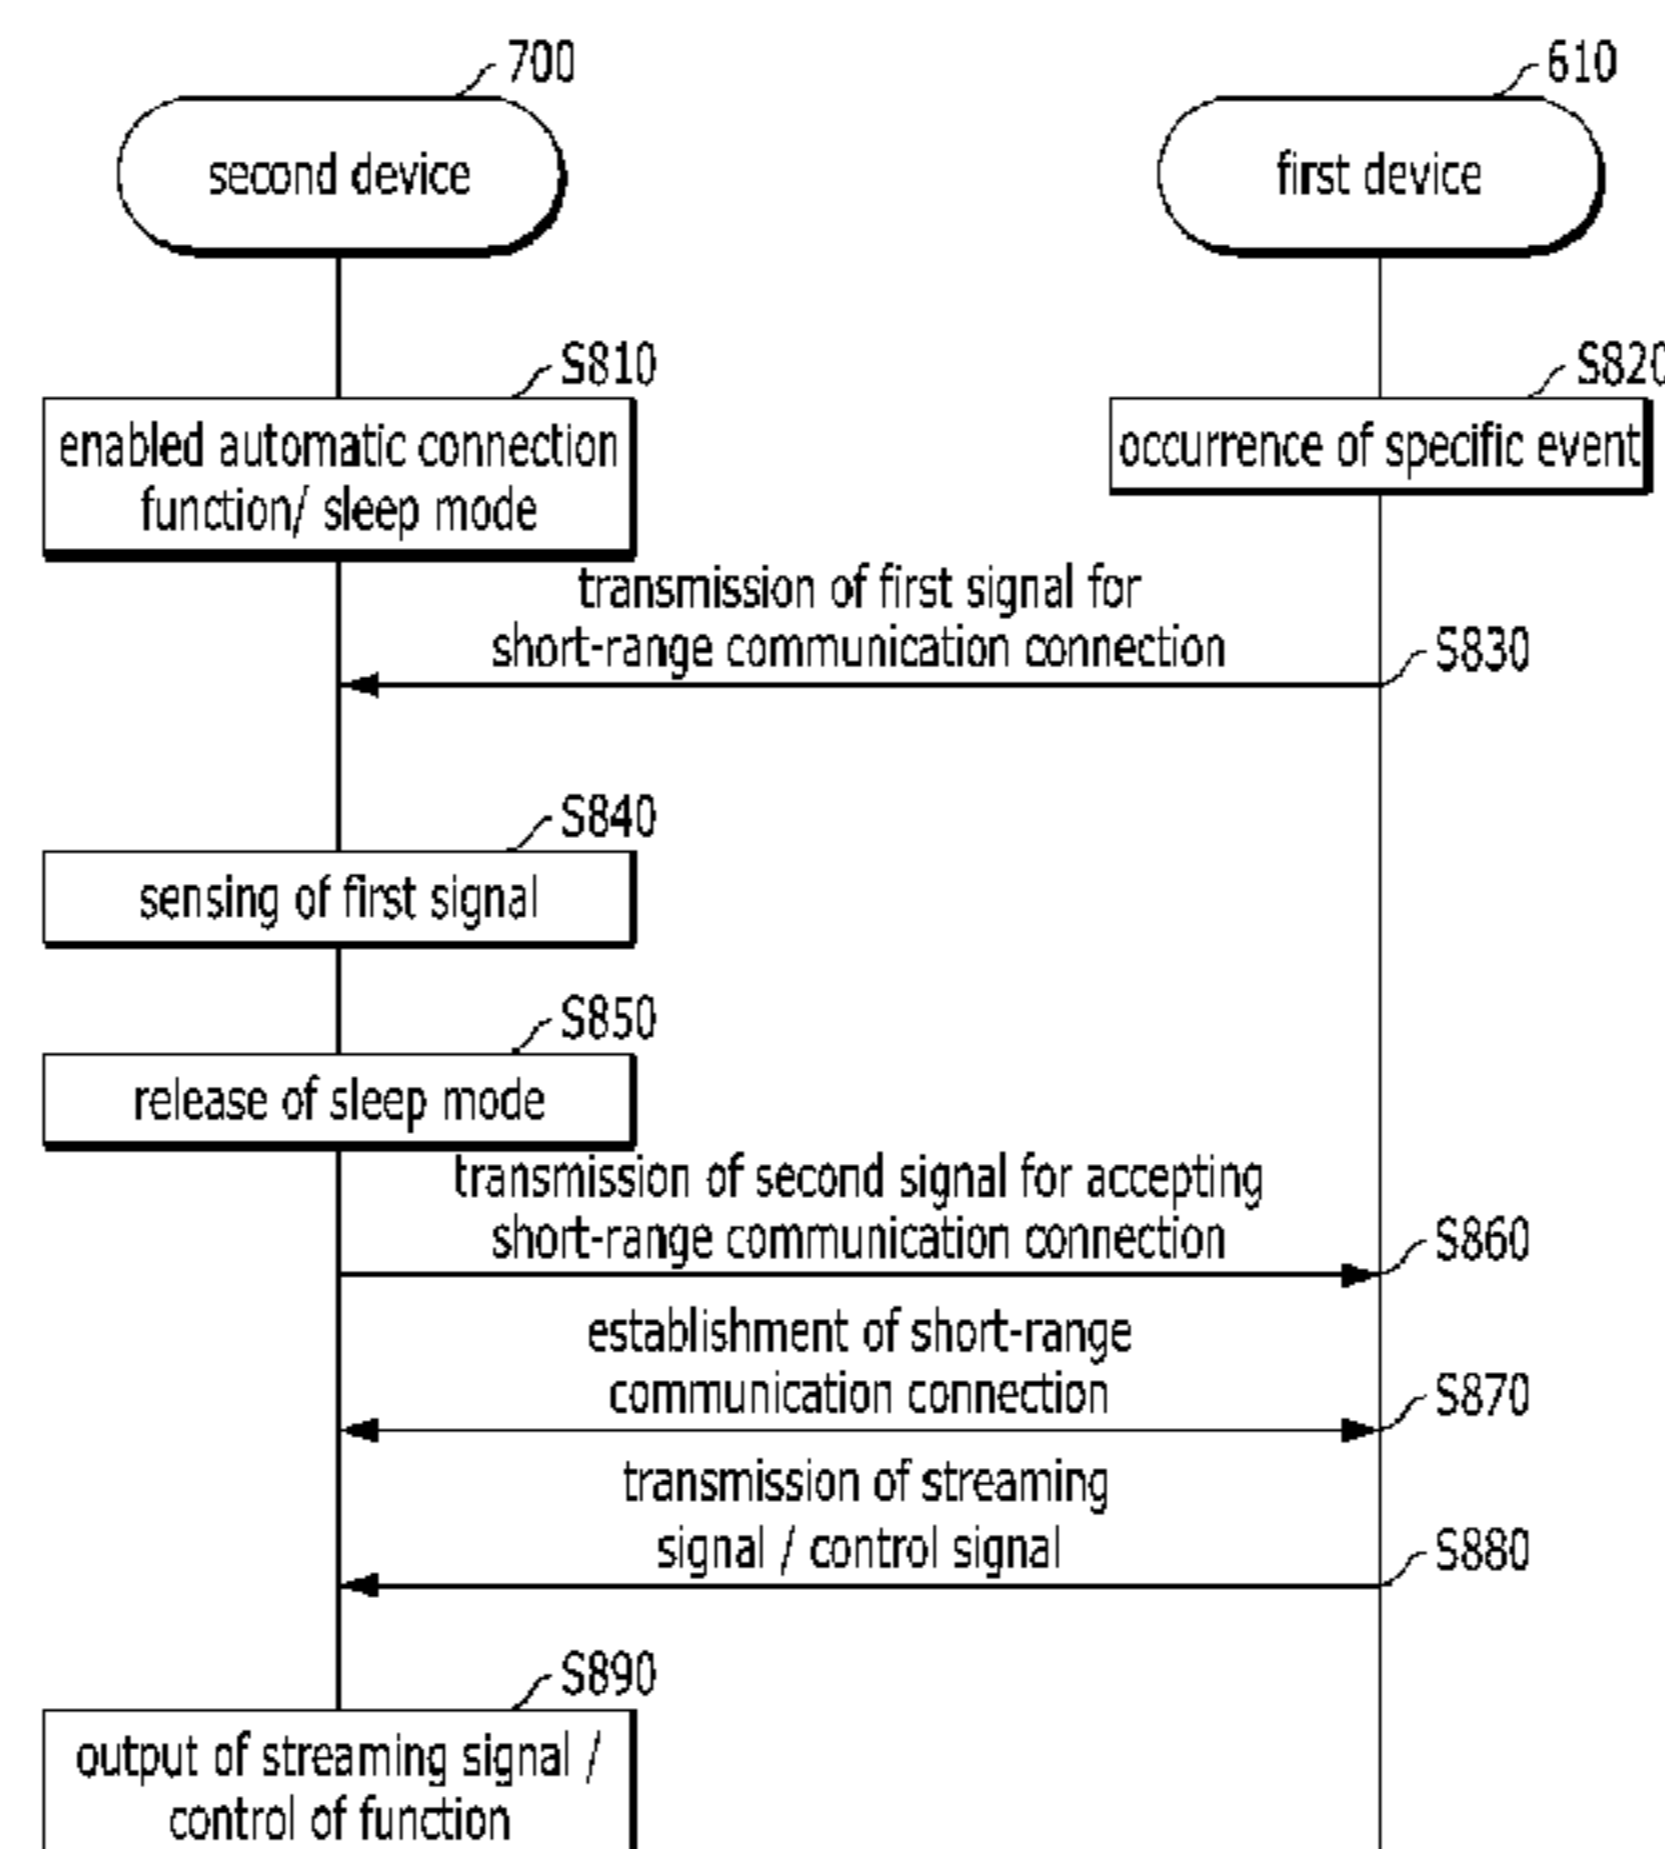 700
610
second device
first device
S810
S820
enabled automatic connection
function/ sleep mode
occurrence of specific event
transmission of first signal for
short-range communication connection
S830
S840
sensing of first signal
S850
release of sleep mode
transmission of second signal for accepting
short-range communication connection
S860
establishment of short-range
communication connection
S870
transmission of streaming
signal / control signal
S880
S890
output of streaming signal /
control of function